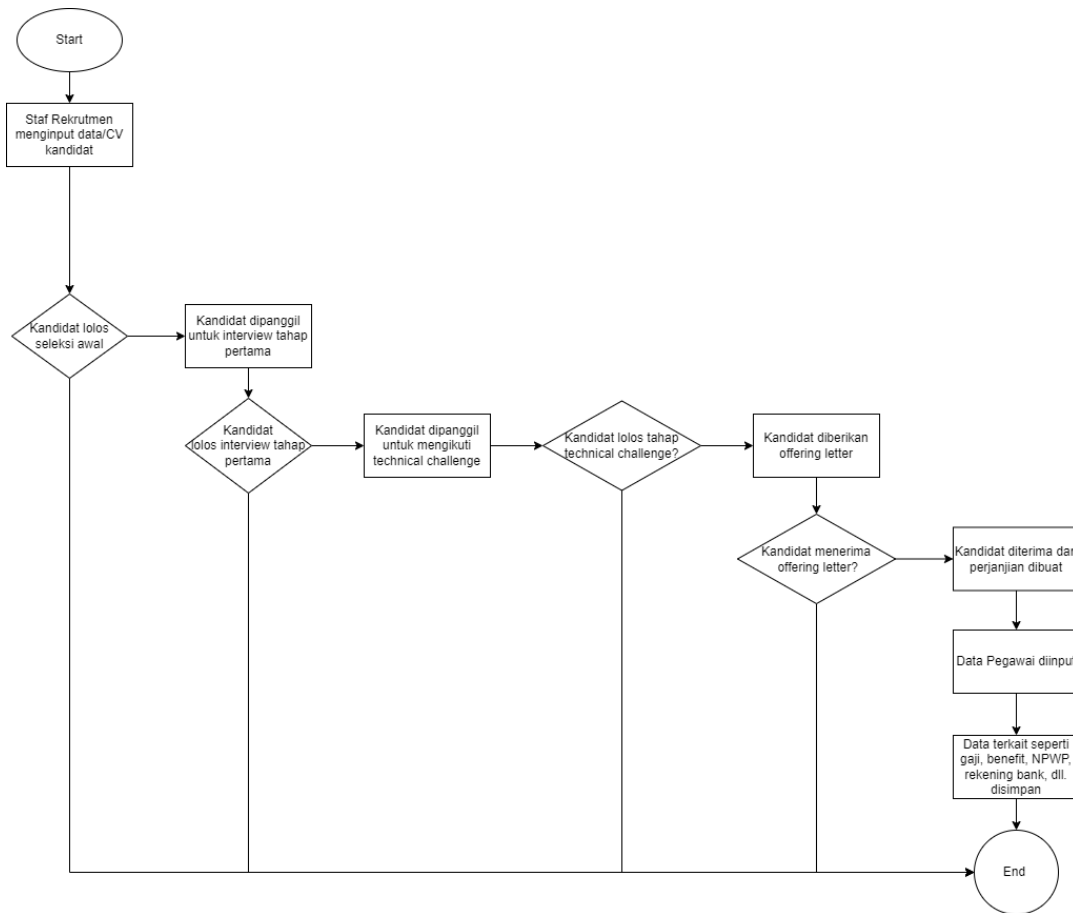 Start
Staf Rekrutmen
menginput data/CV
kandidat
Kandidat lolos
seleksi awal
Kandidat dipanggil
untuk interview tahap
pertama
Kandidat
lolos interview tahap
pertama
Kandidat dipanggil
untuk mengikuti
technical challenge
Kandidat lolos tahap
technical challenge?
Kandidat diberikan
offering letter
Kandidat menerima
offering letter?
Kandidat diterima dan
perjanjian dibuat
Data Pegawai diinput
Data terkait seperti
gaji, benefit, NPWP,
rekening bank, dll.
disimpan
End